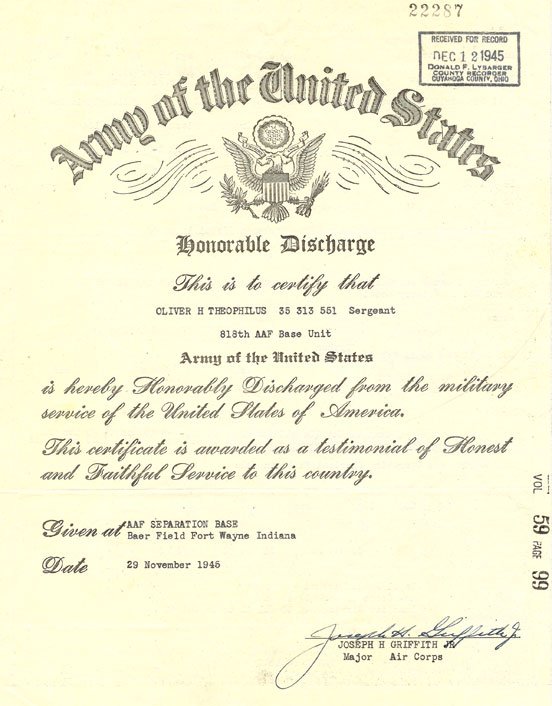 22287
RECEIVED FOR RECORD
DEC 12 1945
DONALD F. LYSARGER
COUNTY RECORDER
CUYAHOGA COUNTY, OHIO
Army of the United States
Honorable Discharge
This is to certify that
OLIVER H THEOPHILUS 35 313 551 Sergeant
818th AAF Base Unit
Army of the United States
is hereby Honorably Discharged from the military
service of the United States of America.
This certificate is awarded as a testimonial of Honest
and Faithful Service to this country.
Given at AAF SEPARATION BASE
Baer Field Fort Wayne Indiana
Date 29 November 1945
Joseph H. Griffith Jr
JOSEPH H GRIFFITH JR
Major Air Corps
VOL 59 PAGE 99